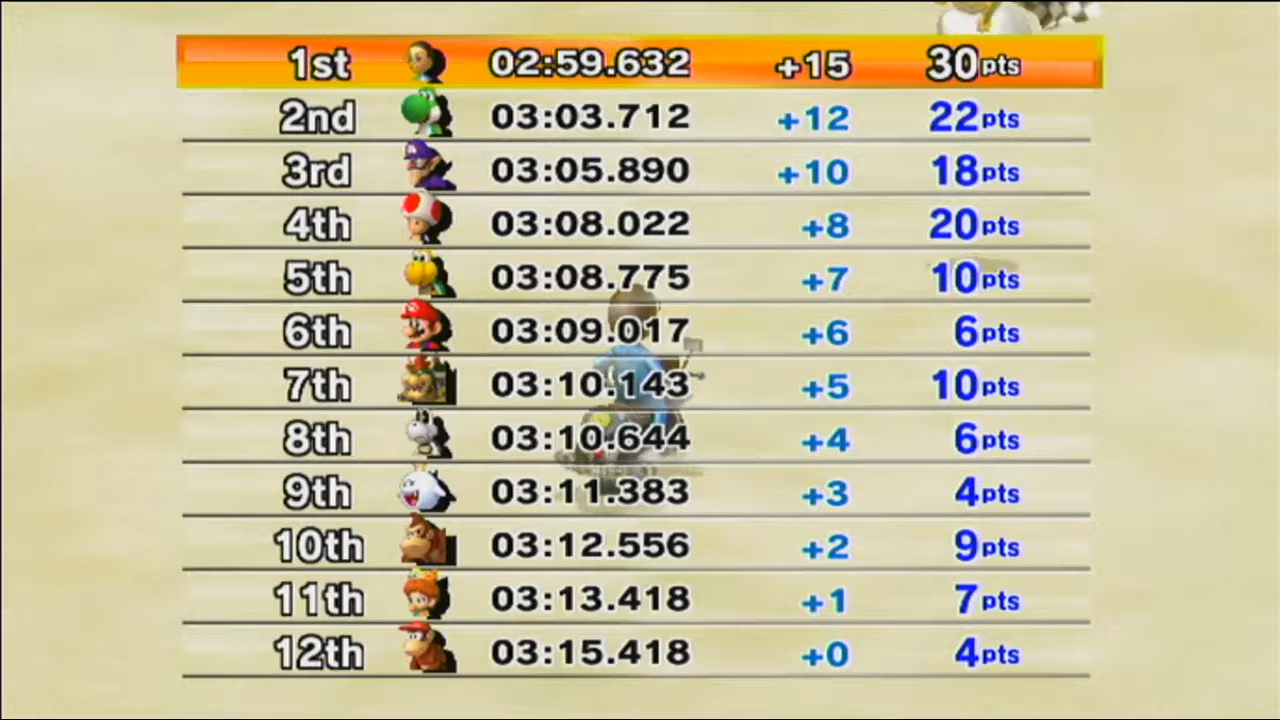 1st 02:59.632 +15 30pts
2nd 03:03.712 +12 22pts
3rd 03:05.890 +10 18pts
4th 03:08.022 +8 20pts
5th 03:08.775 +7 10pts
6th 03:09.017 +6 6pts
7th 03:10.143 +5 10pts
8th 03:10.644 +4 6pts
9th 03:11.383 +3 4pts
10th 03:12.556 +2 9pts
11th 03:13.418 +1 7pts
12th 03:15.418 +0 4pts